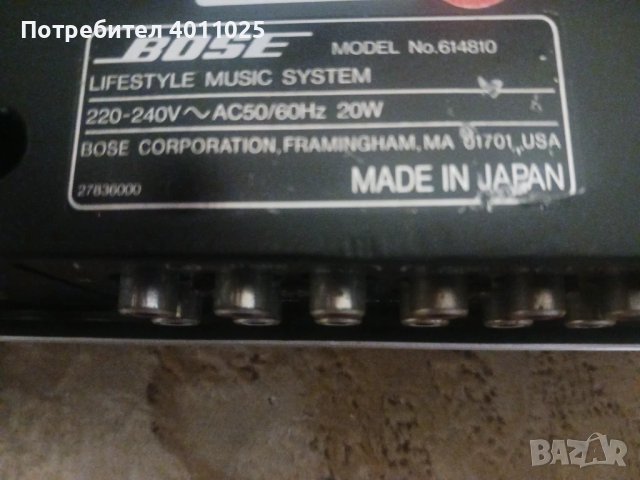 Потребител 4011025
BOSE MODEL No.614810
LIFESTYLE MUSIC SYSTEM
220-240V～AC50/60Hz 20W
BOSE CORPORATION, FRAMINGHAM, MA 01701, USA
27836000 MADE IN JAPAN
BAZAR